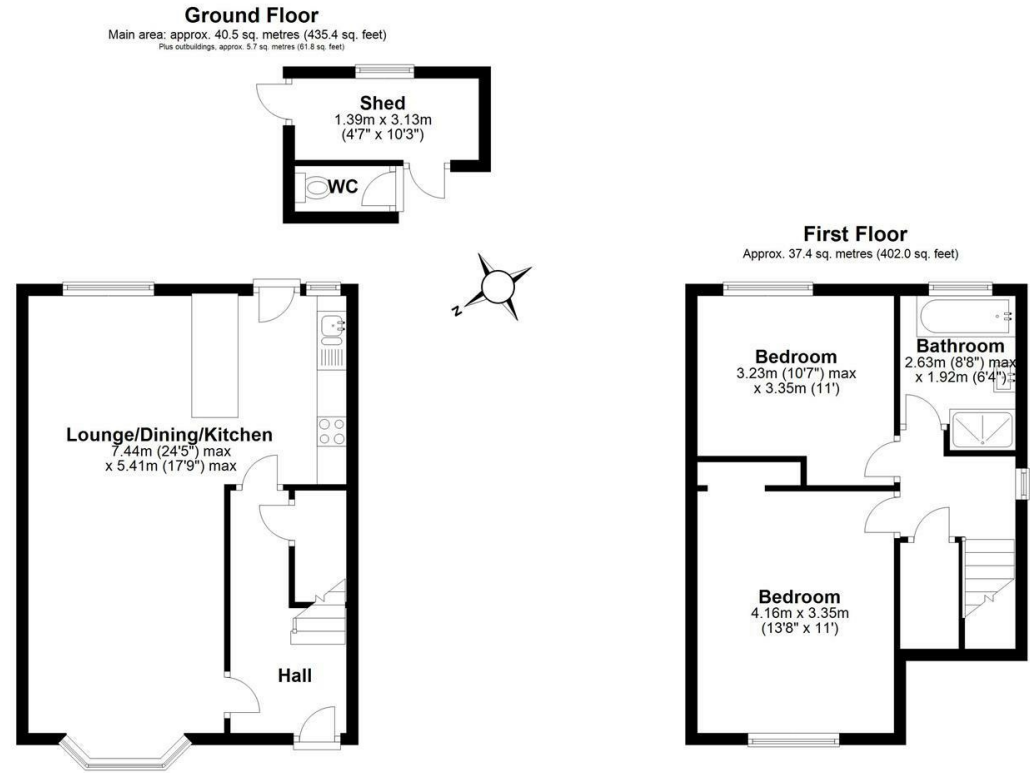 Ground Floor
Main area: approx. 40.5 sq. metres (435.4 sq. feet)
Plus outbuildings, approx. 5.7 sq. metres (61.8 sq. feet)
Shed
1.39m x 3.13m
(4'7" x 10'3")
WC
N
Lounge/Dining/Kitchen
7.44m (24'5") max
x 5.41m (17'9") max
Hall
First Floor
Approx. 37.4 sq. metres (402.0 sq. feet)
Bedroom
3.23m (10'7") max
x 3.35m (11')
Bathroom
2.63m (8'8") max
x 1.92m (6'4")
Bedroom
4.16m x 3.35m
(13'8" x 11')